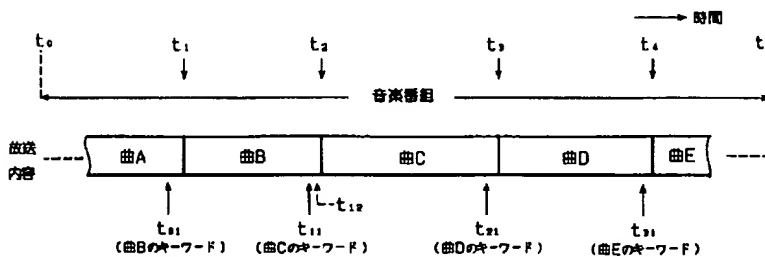 → 時間
t₀ t₁ t₂ t₃ t₄ t
音楽番組
放送内容
曲A 曲B 曲C 曲D 曲E
t₁₂
t₀₁ t₁₁ t₂₁ t₃₁
(曲Bのキーワード) (曲Cのキーワード) (曲Dのキーワード) (曲Eのキーワード)